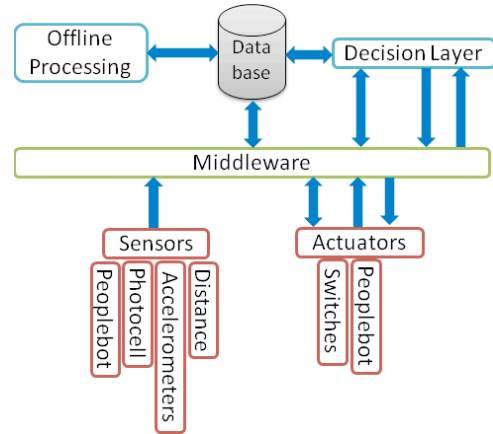 Offline
Processing
Data
base
Decision Layer
Middleware
Sensors
Actuators
Peoplebot
Photocell
Accelerometers
Distance
Switches
Peoplebot